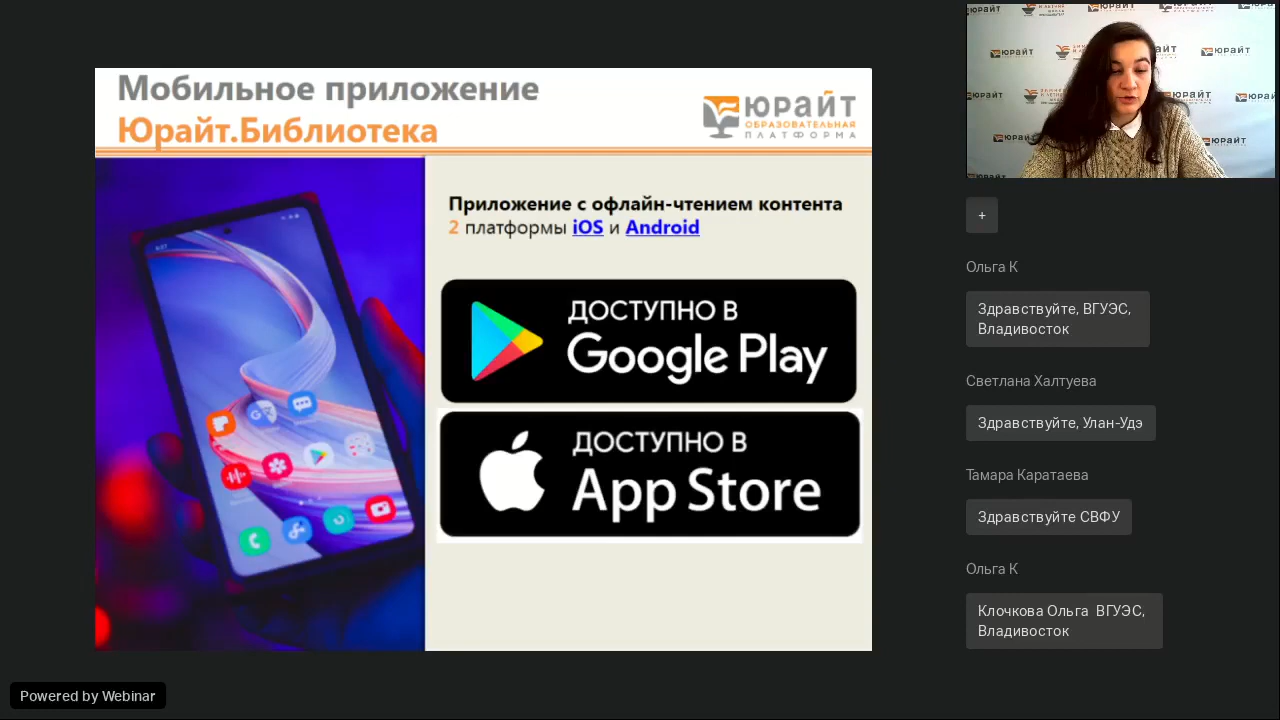 Мобильное приложение
Юрайт.Библиотека
ЮРАЙТ
ОБРАЗОВАТЕЛЬНАЯ
ПЛАТФОРМА
Приложение с офлайн-чтением контента
2 платформы iOS и Android
ДОСТУПНО В
Google Play
ДОСТУПНО В
App Store
+
Ольга К
Здравствуйте, ВГУЭС,
Владивосток
Светлана Халтуева
Здравствуйте, Улан-Удэ
Тамара Каратаева
Здравствуйте СВФУ
Ольга К
Клочкова Ольга ВГУЭС,
Владивосток
Powered by Webinar